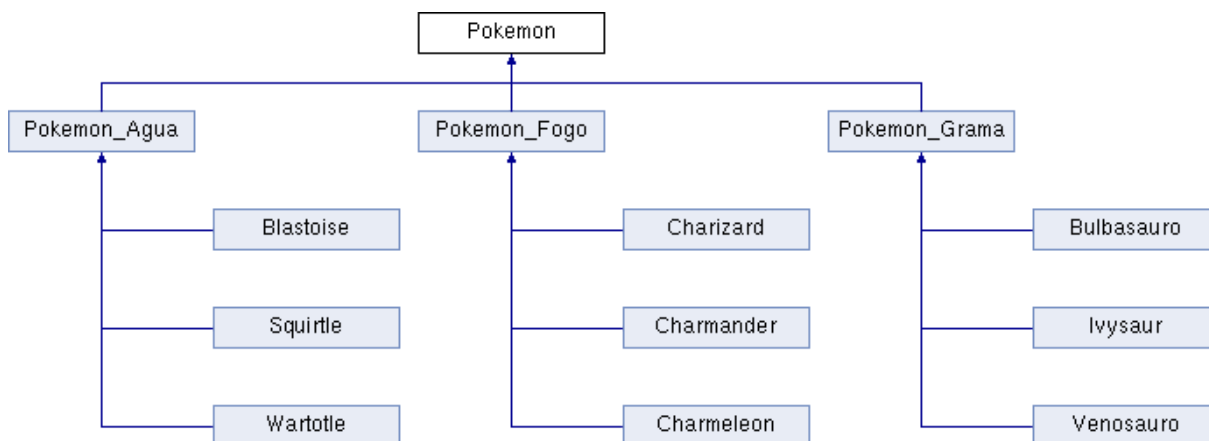 Pokemon
Pokemon_Agua
Pokemon_Fogo
Pokemon_Grama
Blastoise
Charizard
Bulbasauro
Squirtle
Charmander
Ivysaur
Wartotle
Charmeleon
Venosauro